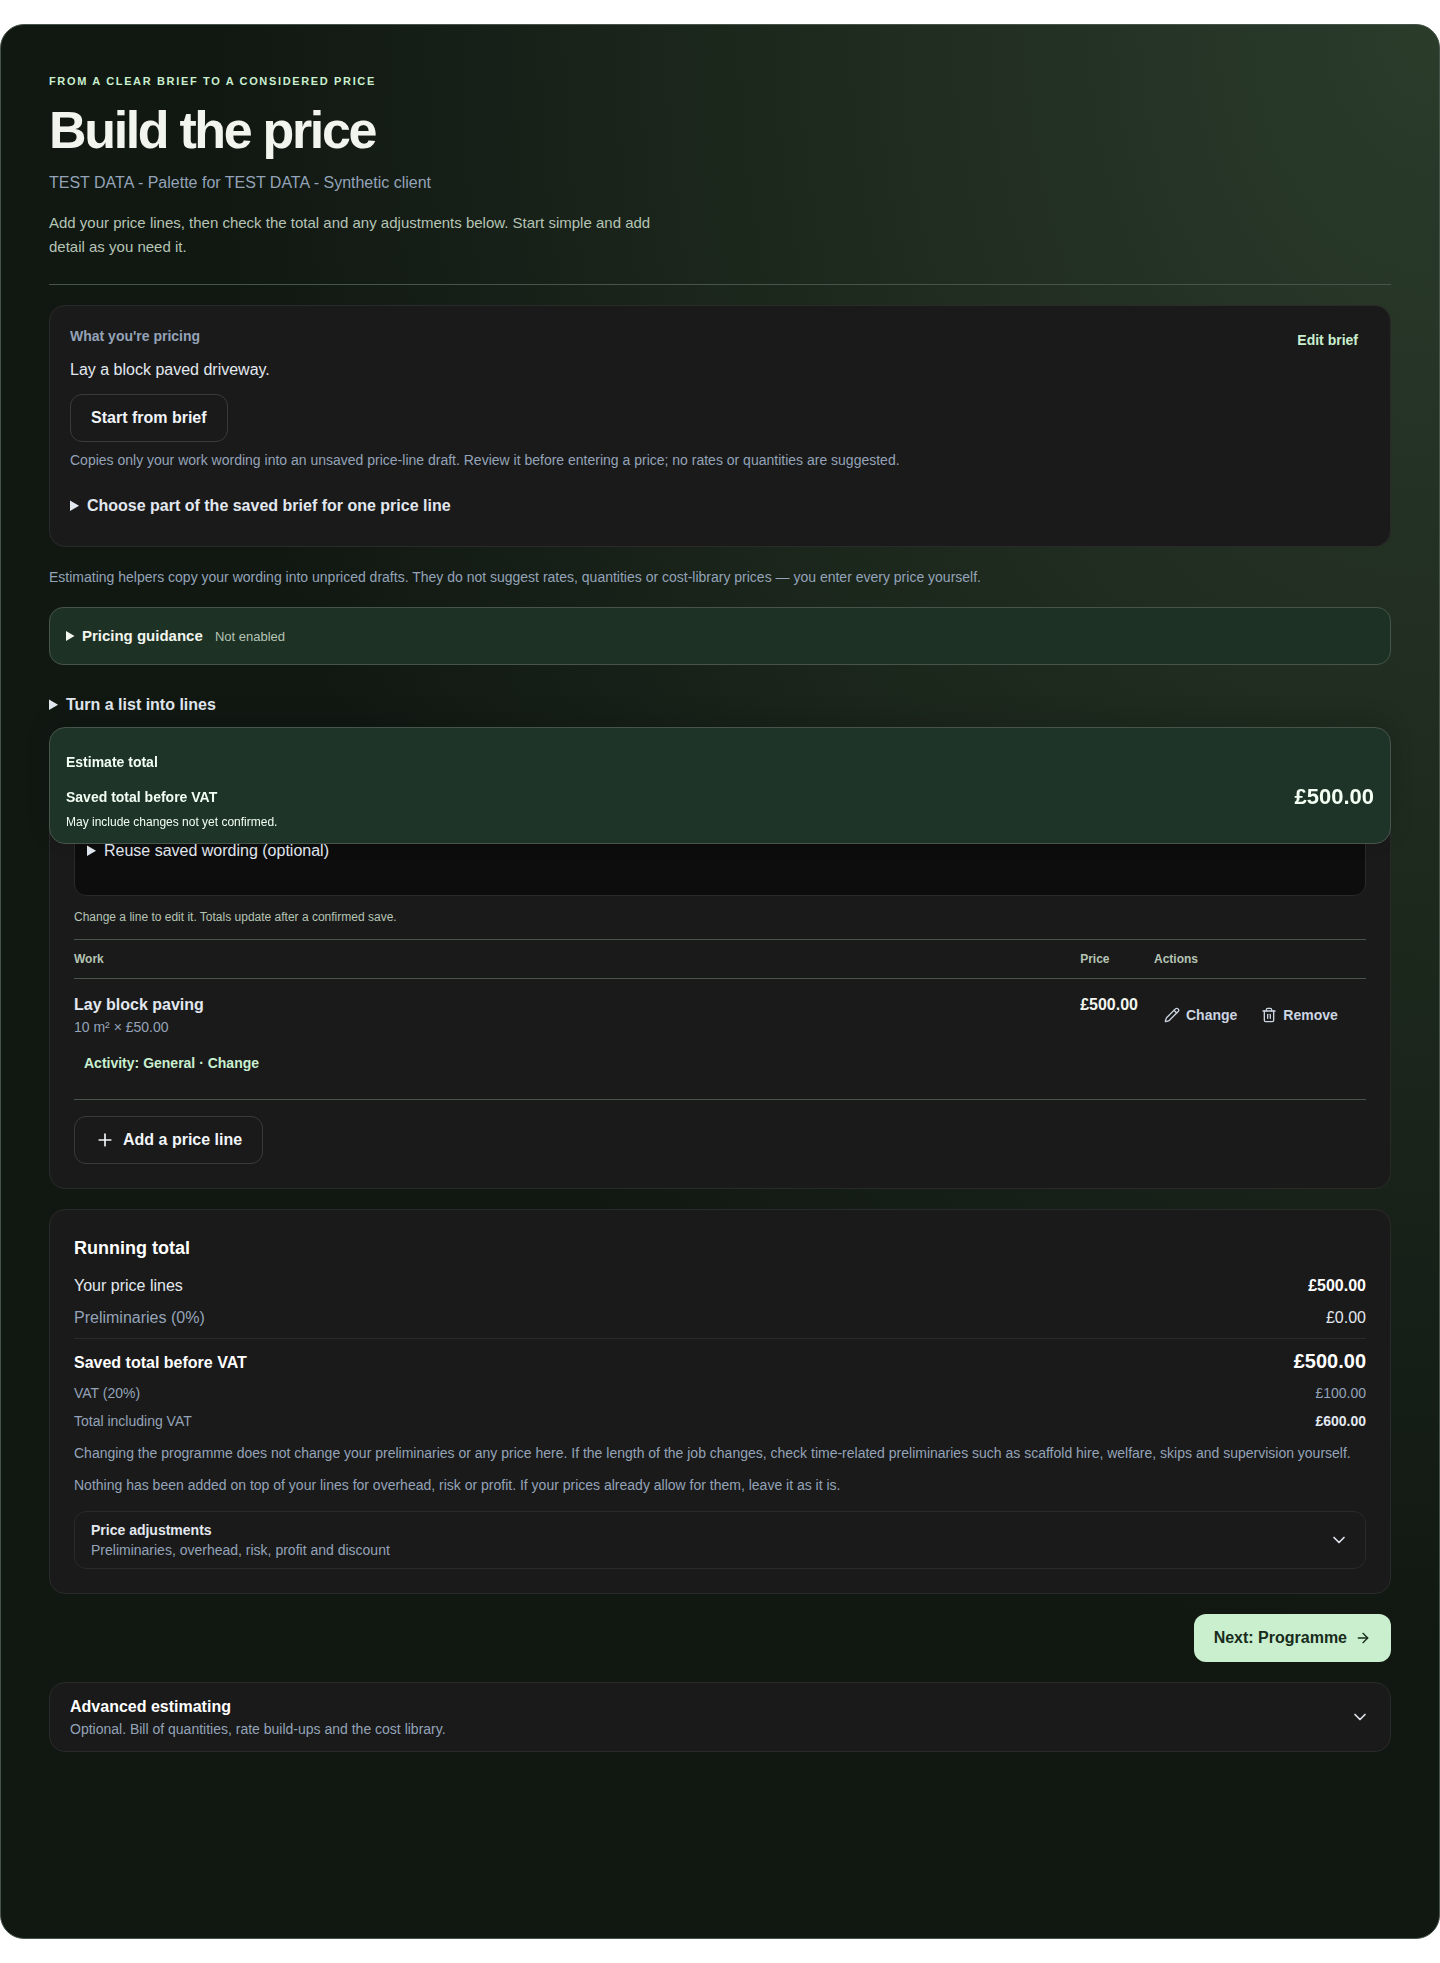 FROM A CLEAR BRIEF TO A CONSIDERED PRICE
Build the price
TEST DATA - Palette for TEST DATA - Synthetic client
Add your price lines, then check the total and any adjustments below. Start simple and add
detail as you need it.
What you're pricing
Edit brief
Lay a block paved driveway.
Start from brief
Copies only your work wording into an unsaved price-line draft. Review it before entering a price; no rates or quantities are suggested.
Choose part of the saved brief for one price line
Estimating helpers copy your wording into unpriced drafts. They do not suggest rates, quantities or cost-library prices — you enter every price yourself.
Pricing guidance Not enabled
Turn a list into lines
Estimate total
Saved total before VAT £500.00
May include changes not yet confirmed.
Reuse saved wording (optional)
Change a line to edit it. Totals update after a confirmed save.
Work Price Actions
Lay block paving £500.00 Change Remove
10 m² × £50.00
Activity: General · Change
Add a price line
Running total
Your price lines £500.00
Preliminaries (0%) £0.00
Saved total before VAT £500.00
VAT (20%) £100.00
Total including VAT £600.00
Changing the programme does not change your preliminaries or any price here. If the length of the job changes, check time-related preliminaries such as scaffold hire, welfare, skips and supervision yourself.
Nothing has been added on top of your lines for overhead, risk or profit. If your prices already allow for them, leave it as it is.
Price adjustments
Preliminaries, overhead, risk, profit and discount
Next: Programme
Advanced estimating
Optional. Bill of quantities, rate build-ups and the cost library.